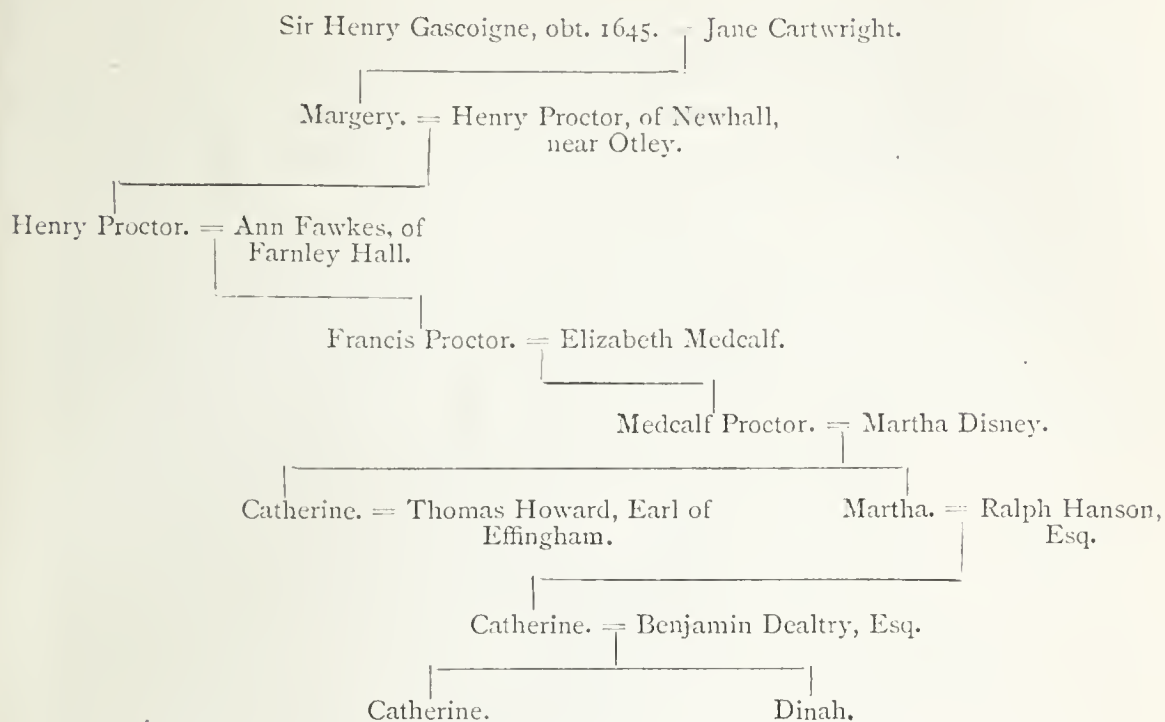 Sir Henry Gascoigne, obt. 1645. = Jane Cartwright.
Margery. = Henry Proctor, of Newhall,
near Otley.
Henry Proctor. = Ann Fawkes, of
Farnley Hall.
Francis Proctor. = Elizabeth Medcalf.
Medcalf Proctor. = Martha Disney.
Catherine. = Thomas Howard, Earl of
Effingham.
Martha. = Ralph Hanson,
Esq.
Catherine. = Benjamin Dealtry, Esq.
Catherine.
Dinah.